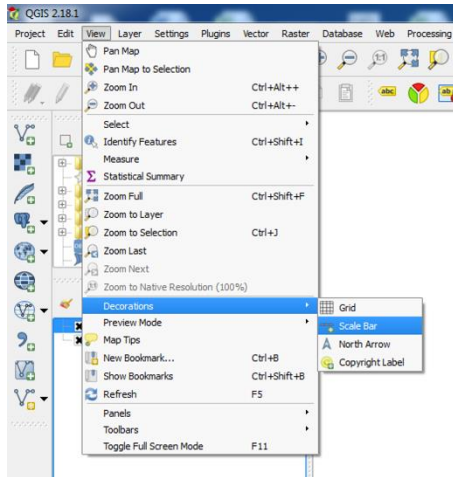 QGIS 2.18.1
Project Edit View Layer Settings Plugins Vector Raster Database Web Processing
Pan Map
Pan Map to Selection
Zoom In Ctrl+Alt++
Zoom Out Ctrl+Alt+-
Select
Identify Features Ctrl+Shift+I
Measure
Σ Statistical Summary
Zoom Full Ctrl+Shift+F
Zoom to Layer
Zoom to Selection Ctrl+J
Zoom Last
Zoom Next
Zoom to Native Resolution (100%)
Decorations
Grid
Preview Mode
Scale Bar
Map Tips
North Arrow
New Bookmark... Ctrl+B
Copyright Label
Show Bookmarks Ctrl+Shift+B
Refresh F5
Panels
Toolbars
Toggle Full Screen Mode F11
abc